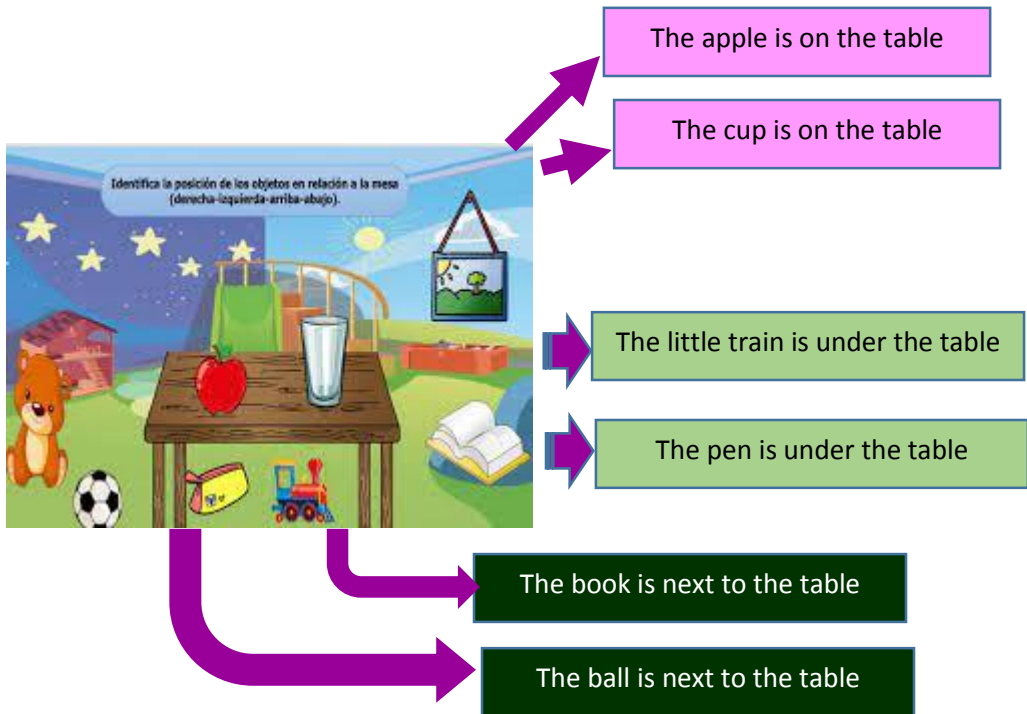 The apple is on the table
The cup is on the table
Identifica la posición de los objetos en relación a la mesa
(derecha-izquierda-arriba-abajo).
The little train is under the table
The pen is under the table
The book is next to the table
The ball is next to the table